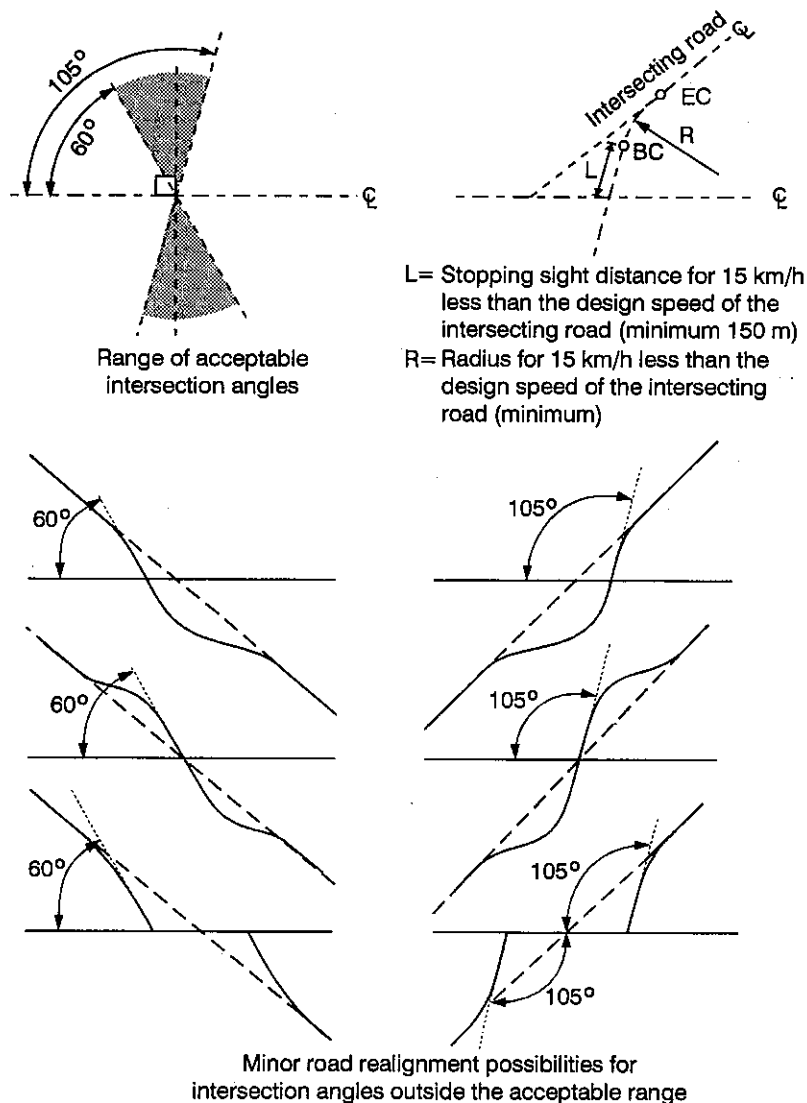 105°
60°
℄
Range of acceptable
intersection angles
Intersecting road
℄
EC
R
BC
L
℄
L= Stopping sight distance for 15 km/h
less than the design speed of the
intersecting road (minimum 150 m)
R= Radius for 15 km/h less than the
design speed of the intersecting
road (minimum)
60°
105°
60°
105°
60°
105°
105°
Minor road realignment possibilities for
intersection angles outside the acceptable range